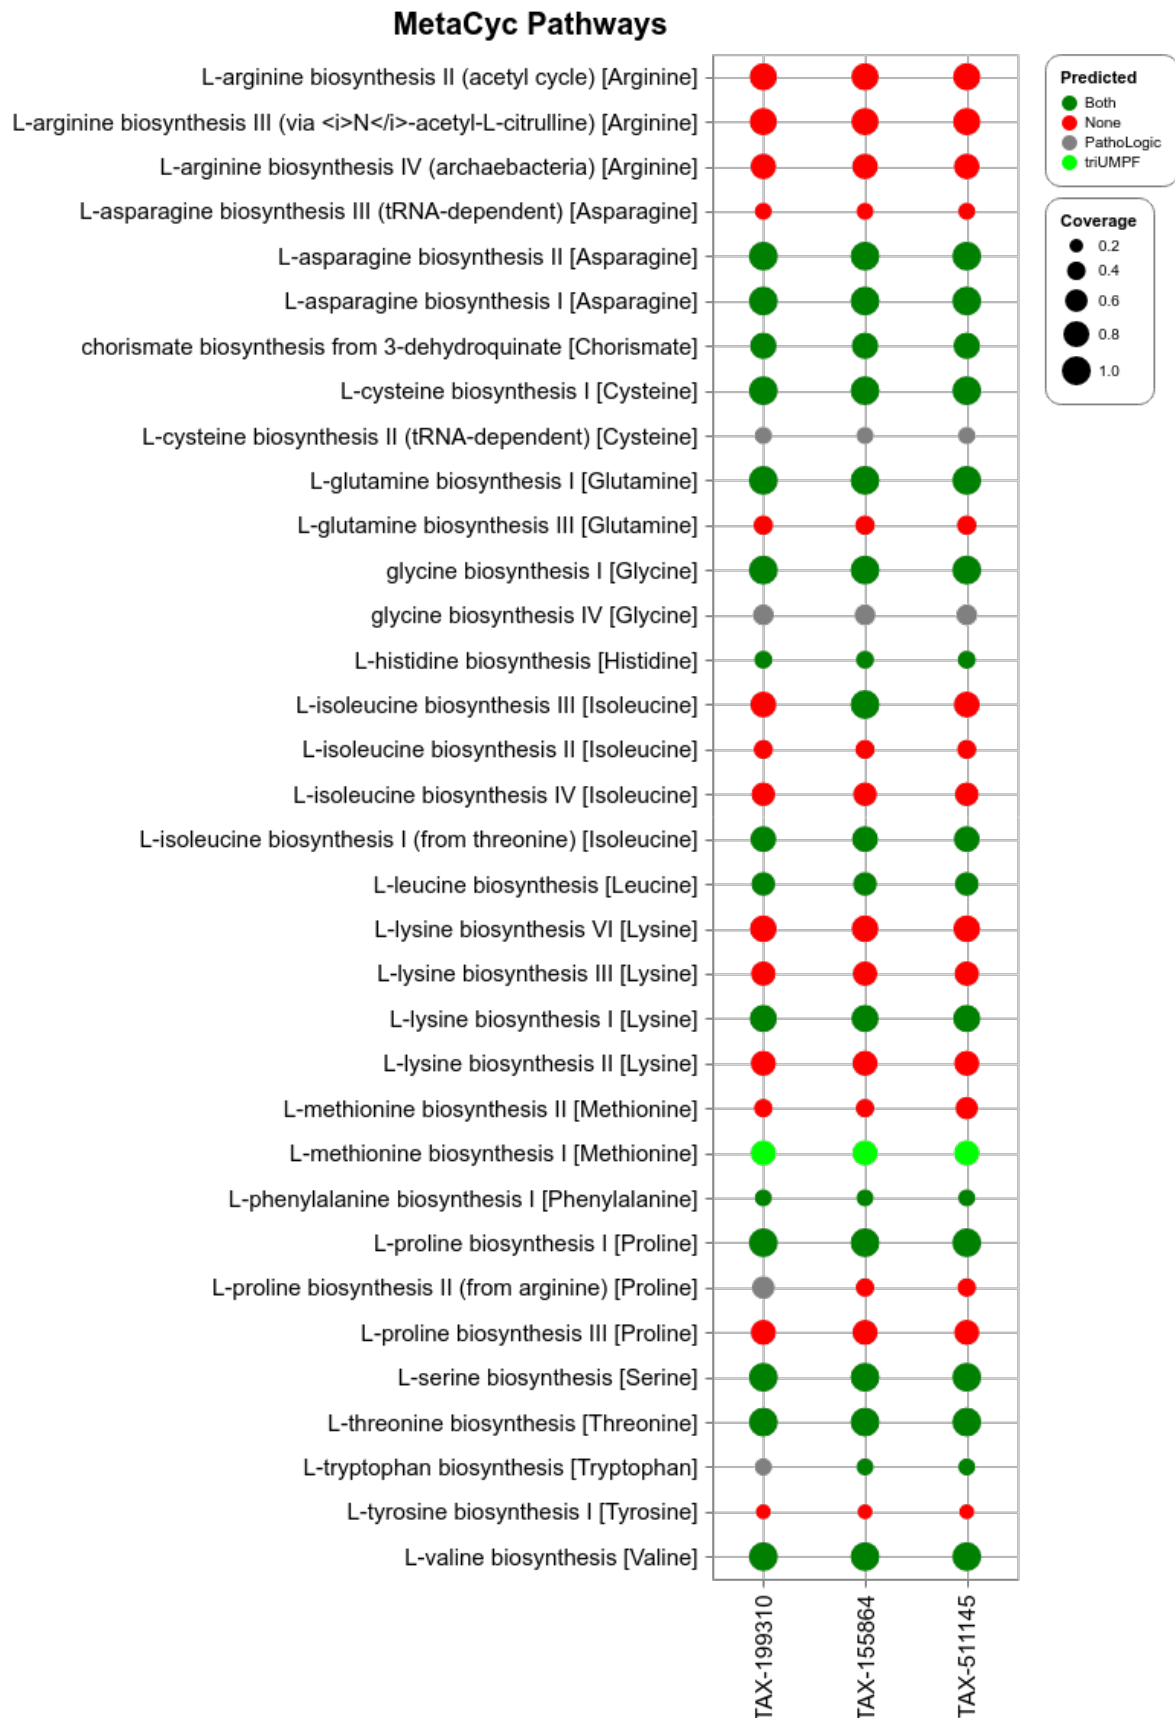 MetaCyc Pathways
L-arginine biosynthesis II (acetyl cycle) [Arginine]
L-arginine biosynthesis III (via <i>N</i>-acetyl-L-citrulline) [Arginine]
L-arginine biosynthesis IV (archaebacteria) [Arginine]
L-asparagine biosynthesis III (tRNA-dependent) [Asparagine]
L-asparagine biosynthesis II [Asparagine]
L-asparagine biosynthesis I [Asparagine]
chorismate biosynthesis from 3-dehydroquinate [Chorismate]
L-cysteine biosynthesis I [Cysteine]
L-cysteine biosynthesis II (tRNA-dependent) [Cysteine]
L-glutamine biosynthesis I [Glutamine]
L-glutamine biosynthesis III [Glutamine]
glycine biosynthesis I [Glycine]
glycine biosynthesis IV [Glycine]
L-histidine biosynthesis [Histidine]
L-isoleucine biosynthesis III [Isoleucine]
L-isoleucine biosynthesis II [Isoleucine]
L-isoleucine biosynthesis IV [Isoleucine]
L-isoleucine biosynthesis I (from threonine) [Isoleucine]
L-leucine biosynthesis [Leucine]
L-lysine biosynthesis VI [Lysine]
L-lysine biosynthesis III [Lysine]
L-lysine biosynthesis I [Lysine]
L-lysine biosynthesis II [Lysine]
L-methionine biosynthesis II [Methionine]
L-methionine biosynthesis I [Methionine]
L-phenylalanine biosynthesis I [Phenylalanine]
L-proline biosynthesis I [Proline]
L-proline biosynthesis II (from arginine) [Proline]
L-proline biosynthesis III [Proline]
L-serine biosynthesis [Serine]
L-threonine biosynthesis [Threonine]
L-tryptophan biosynthesis [Tryptophan]
L-tyrosine biosynthesis I [Tyrosine]
L-valine biosynthesis [Valine]
TAX-199310
TAX-155864
TAX-511145
Predicted
Both
None
PathoLogic
triUMPF
Coverage
0.2
0.4
0.6
0.8
1.0